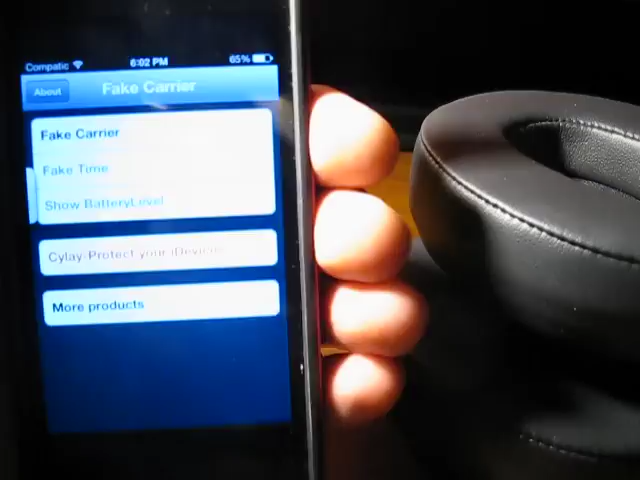 Compatic 6:02 PM 65%
About Fake Carrier
Fake Carrier
Fake Time
Show BatteryLevel
Cylay-Protect your iDevices
More products